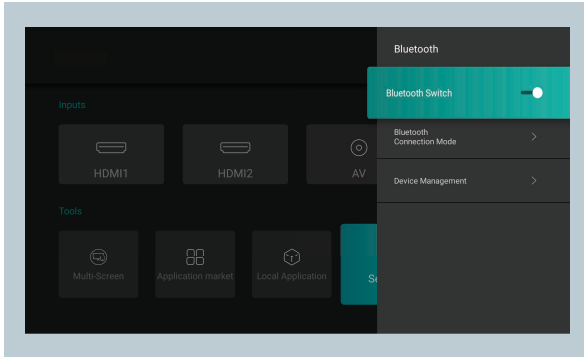 Bluetooth
Bluetooth Switch
Inputs
Bluetooth
Connection Mode
HDMI1
HDMI2
AV
Device Management
Tools
Multi-Screen
Application market
Local Application